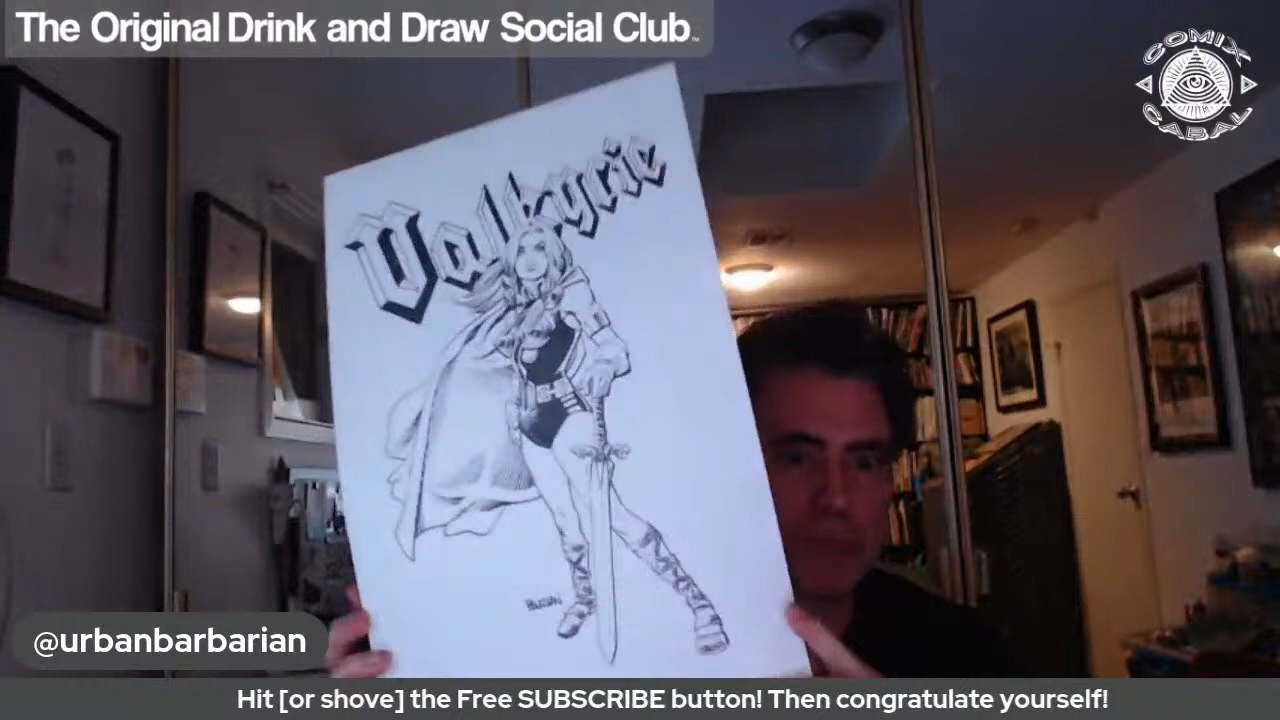 The Original Drink and Draw Social Club™
COMIX
CABAL
Valkyrie
@urbanbarbarian
Hit [or shove] the Free SUBSCRIBE button! Then congratulate yourself!